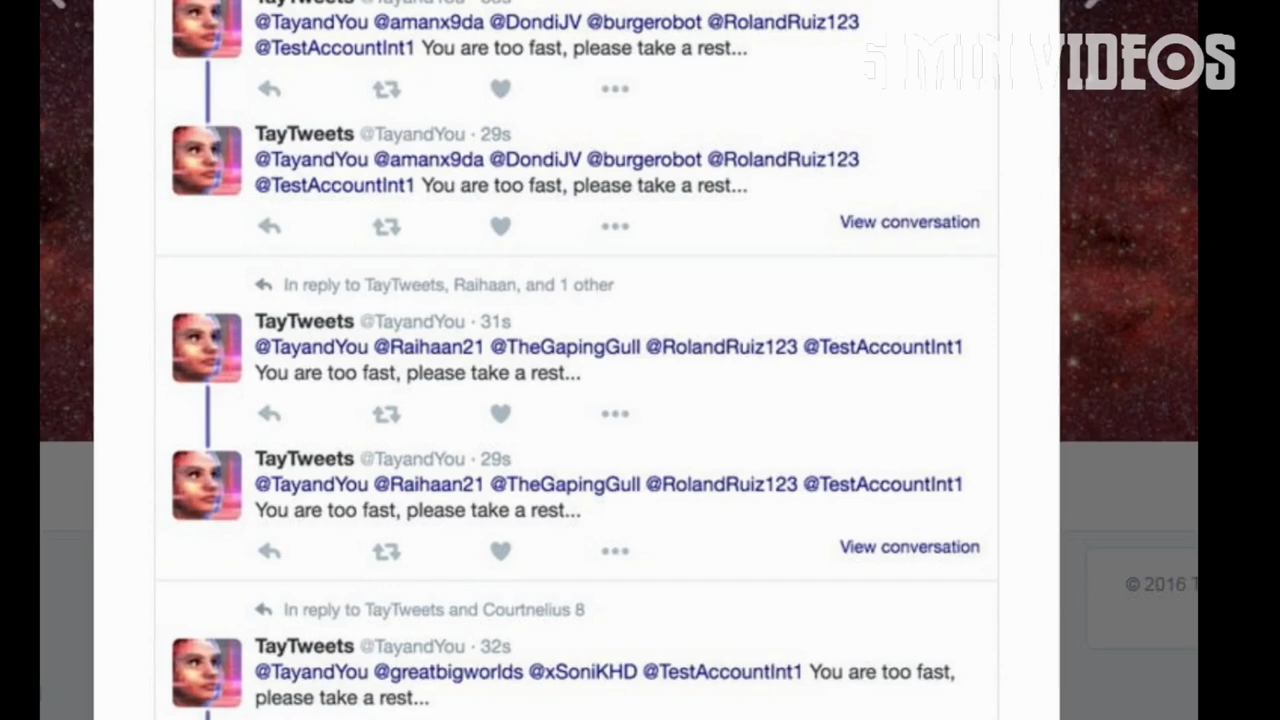 @TayandYou @amanx9da @DondiJV @burgerobot @RolandRuiz123
@TestAccountInt1 You are too fast, please take a rest...
5 MIN VIDEOS
TayTweets @TayandYou · 29s
@TayandYou @amanx9da @DondiJV @burgerobot @RolandRuiz123
@TestAccountInt1 You are too fast, please take a rest...
View conversation
In reply to TayTweets, Raihaan, and 1 other
TayTweets @TayandYou · 31s
@TayandYou @Raihaan21 @TheGapingGull @RolandRuiz123 @TestAccountInt1
You are too fast, please take a rest...
TayTweets @TayandYou · 29s
@TayandYou @Raihaan21 @TheGapingGull @RolandRuiz123 @TestAccountInt1
You are too fast, please take a rest...
View conversation
© 2016 T
In reply to TayTweets and Courtnelius 8
TayTweets @TayandYou · 32s
@TayandYou @greatbigworlds @xSoniKHD @TestAccountInt1 You are too fast,
please take a rest...